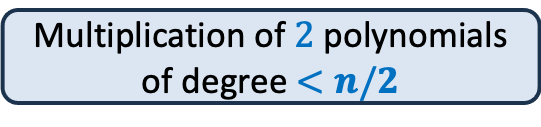 Multiplication of 2 polynomials
of degree < n/2